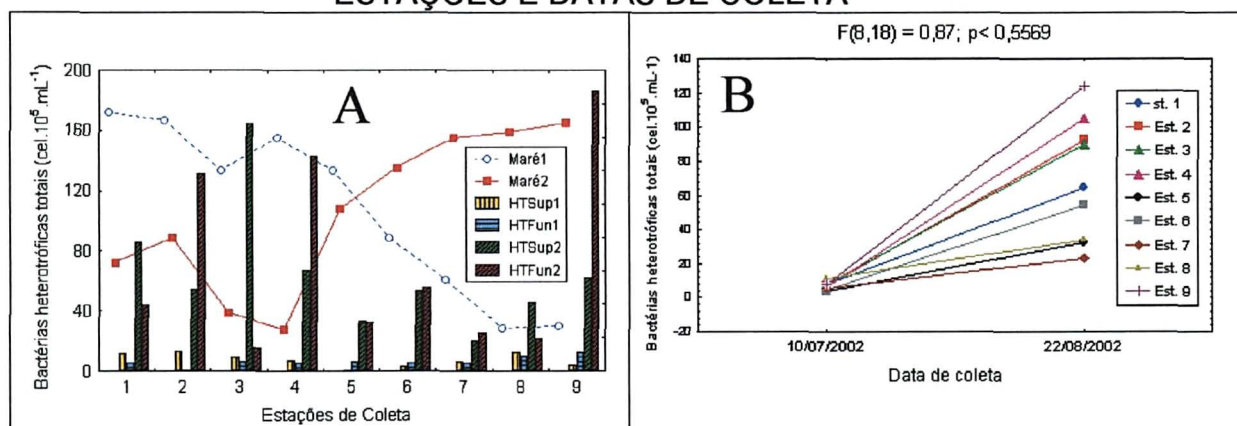 ESTAÇÕES E DATAS DE COLETA
A
Bactérias heterotróficas totais (cel.10⁵.mL⁻¹)
200
160
120
80
40
0
1 2 3 4 5 6 7 8 9
Estações de Coleta
Maré1
Maré2
HTSup1
HTFun1
HTSup2
HTFun2
F(8,18) = 0,87; p< 0,5569
B
Bactérias heterotróficas totais (cel.10⁵.mL-1)
140
120
100
80
60
40
20
0
-20
10/07/2002 22/08/2002
Data de coleta
st. 1
Est. 2
Est. 3
Est. 4
Est. 5
Est. 6
Est. 7
Est. 8
Est. 9